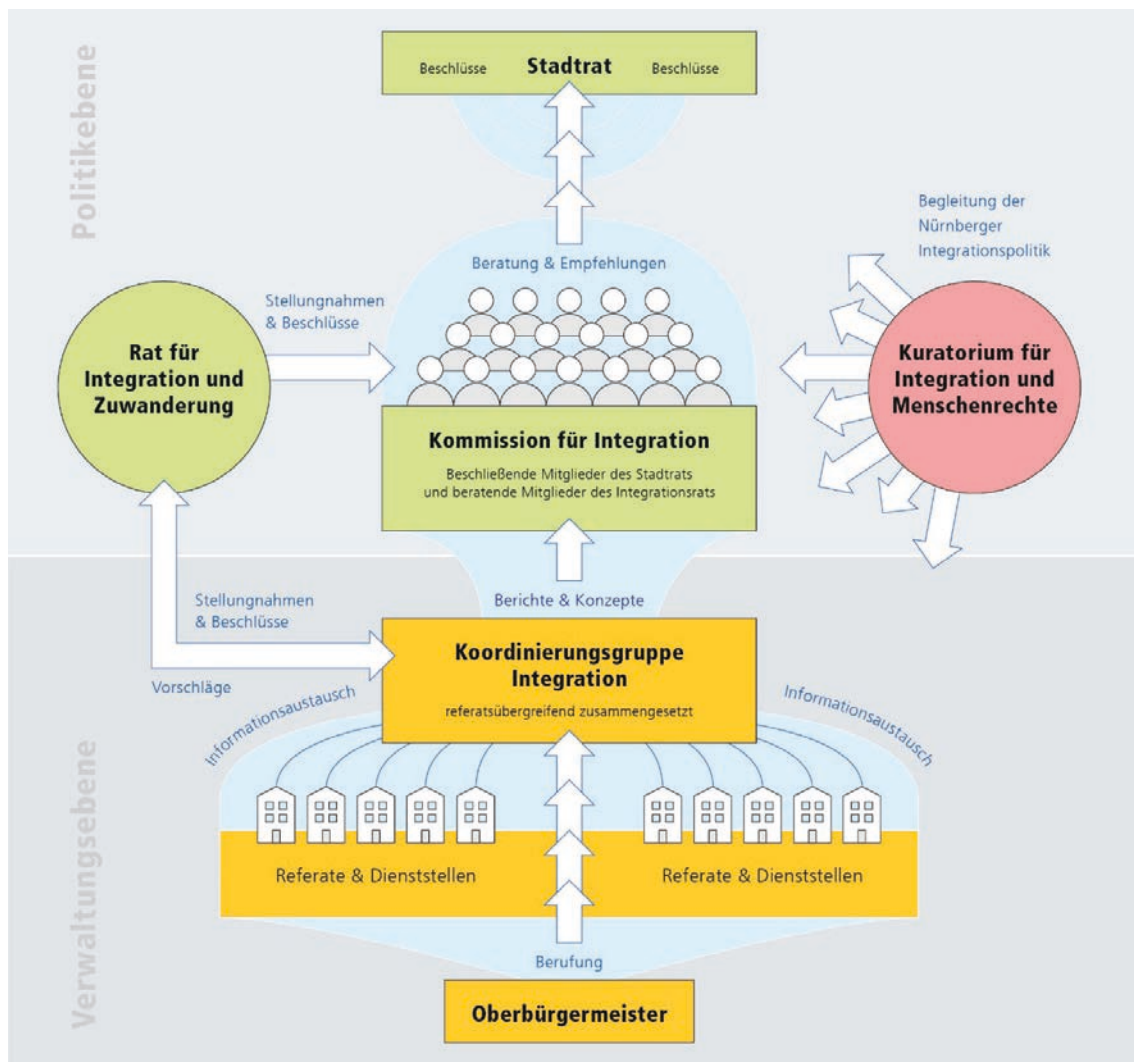 Politikebene
Beschlüsse Stadtrat Beschlüsse
Begleitung der
Nürnberger
Integrationspolitik
Beratung & Empfehlungen
Stellungnahmen
& Beschlüsse
Rat für
Integration und
Zuwanderung
Kuratorium für
Integration und
Menschenrechte
Kommission für Integration
Beschließende Mitglieder des Stadtrats
und beratende Mitglieder des Integrationsrats
Verwaltungsebene
Berichte & Konzepte
Stellungnahmen
& Beschlüsse
Vorschläge
Koordinierungsgruppe
Integration
referatsübergreifend zusammengesetzt
Informationsaustausch
Informationsaustausch
Referate & Dienststellen
Referate & Dienststellen
Berufung
Oberbürgermeister